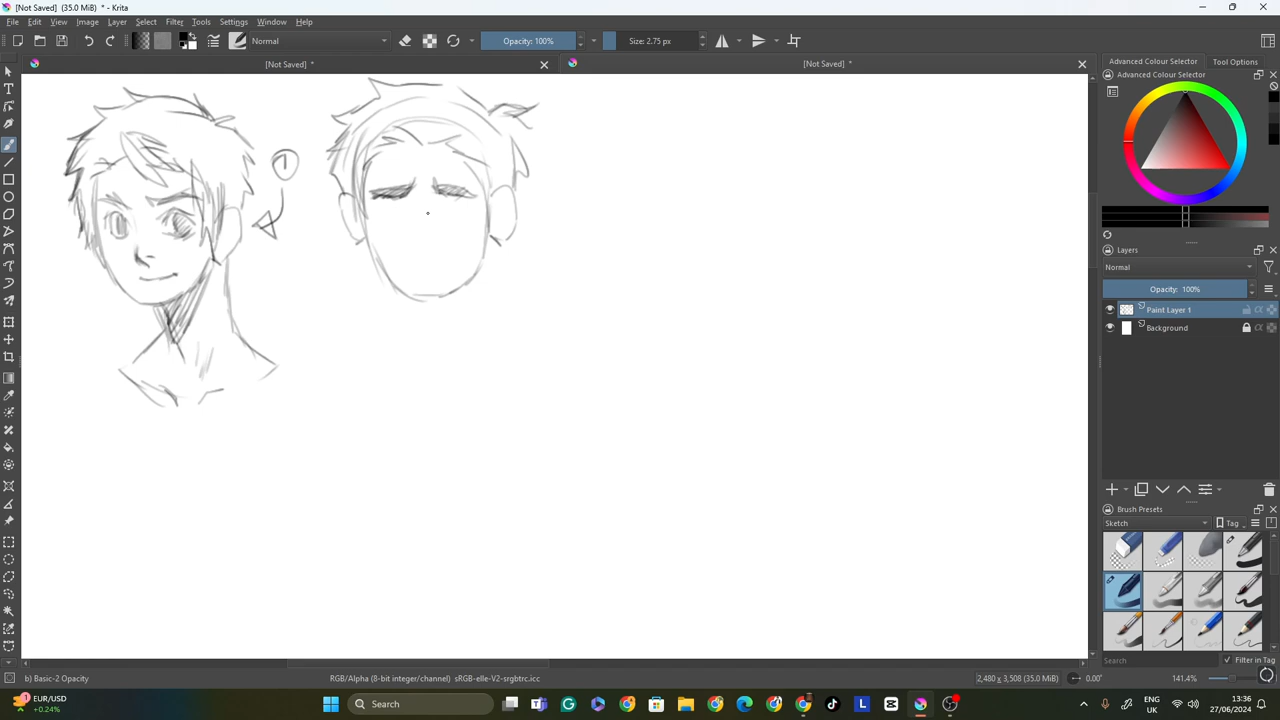 [Not Saved] (35.0 MiB) * - Krita
File Edit View Image Layer Select Filter Tools Settings Window Help
Normal
Opacity: 100%
Size: 2.75 px
[Not Saved] *
[Not Saved] *
Advanced Colour Selector
Tool Options
Advanced Colour Selector
1
Layers
Normal
Opacity: 100%
Paint Layer 1
Background
Brush Presets
Sketch
Tag
Search
Filter in Tag
b) Basic-2 Opacity
RGB/Alpha (8-bit integer/channel) sRGB-elle-V2-srgbtrc.icc
2,480 x 3,508 (35.0 MiB)
0.00°
141.4%
EUR/USD
+0.24%
Search
ENG
UK
13:36
27/06/2024